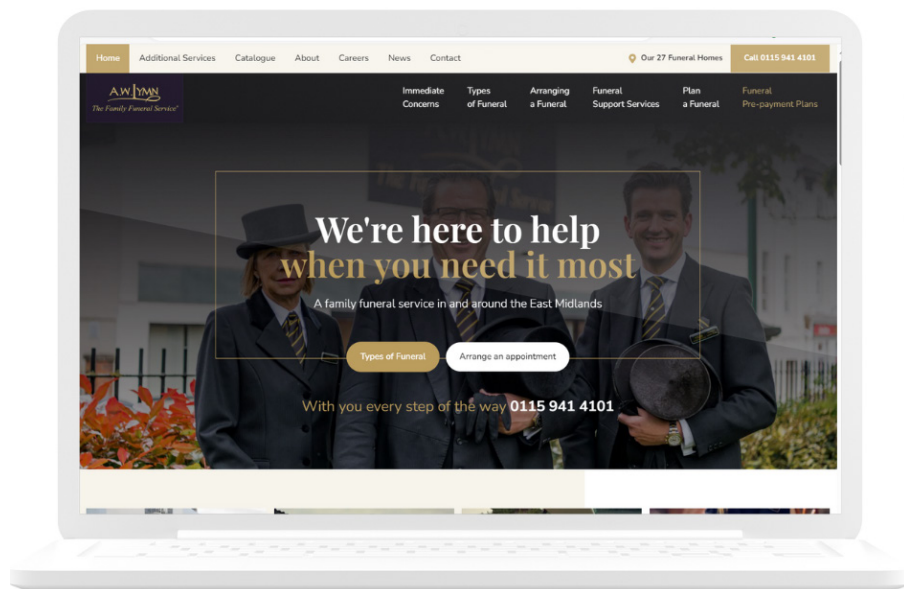 Home Additional Services Catalogue About Careers News Contact Our 27 Funeral Homes Call 0115 941 4101
A.W. LYMN
The Family Funeral Service
Immediate Concerns
Types of Funeral
Arranging a Funeral
Funeral Support Services
Plan a Funeral
Funeral Pre-payment Plans
We're here to help
when you need it most
A family funeral service in and around the East Midlands
Types of Funeral Arrange an appointment
With you every step of the way 0115 941 4101